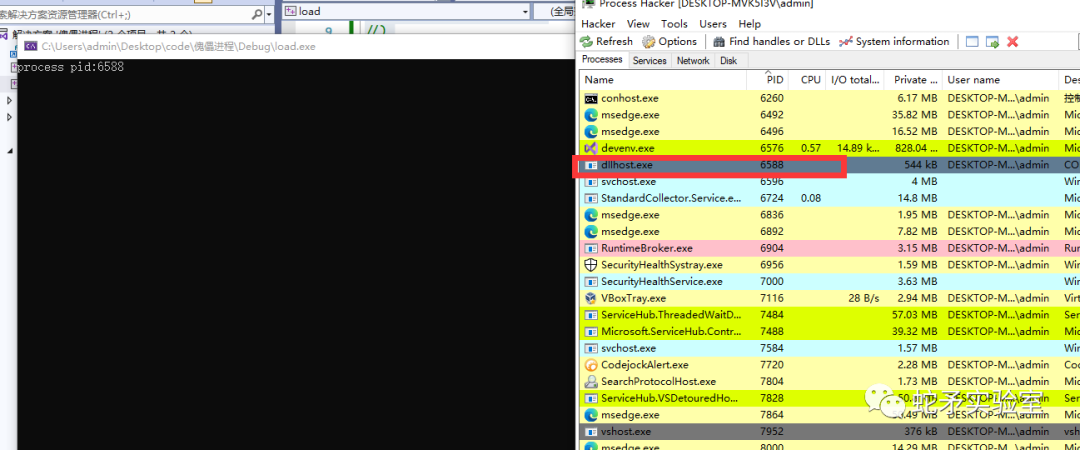 索解决方案资源管理器(Ctrl+;)
load
(全局
9
//}
C:\Users\admin\Desktop\code\傀儡进程\Debug\load.exe
process pid:6588
Process Hacker [DESKTOP-MVK5I3V\admin]
Hacker View Tools Users Help
Refresh Options Find handles or DLLs System information
Processes Services Network Disk
Name PID CPU I/O total... Private ... User name De
conhost.exe 6260 6.17 MB DESKTOP-M...\admin 控制
msedge.exe 6492 35.82 MB DESKTOP-M...\admin Mic
msedge.exe 6496 16.52 MB DESKTOP-M...\admin Mic
devenv.exe 6576 0.57 14.89 k... 828.04 ... DESKTOP-M...\admin Mic
dllhost.exe 6588 544 kB DESKTOP-M...\admin CO
svchost.exe 6596 4 MB Win
StandardCollector.Service.e... 6724 0.08 14.8 MB Mic
msedge.exe 6836 1.95 MB DESKTOP-M...\admin Mic
msedge.exe 6892 7.82 MB DESKTOP-M...\admin Mic
RuntimeBroker.exe 6904 3.15 MB DESKTOP-M...\admin Run
SecurityHealthSystray.exe 6956 1.59 MB DESKTOP-M...\admin Win
SecurityHealthService.exe 7000 3.63 MB Win
VBoxTray.exe 7116 28 B/s 2.94 MB DESKTOP-M...\admin Virt
ServiceHub.ThreadedWaitD... 7484 57.03 MB DESKTOP-M...\admin Ser
Microsoft.ServiceHub.Contr... 7488 39.32 MB DESKTOP-M...\admin Mic
svchost.exe 7584 1.57 MB Win
CodejockAlert.exe 7720 2.28 MB DESKTOP-M...\admin Co
SearchProtocolHost.exe 7804 1.73 MB DESKTOP-M...\admin Mic
ServiceHub.VSDetouredHo... 7828 DESKTOP-M...\admin Ser
msedge.exe 7864 DESKTOP-M...\admin Mic
蛇矛实验室
vshost.exe 7952 376 kB DESKTOP-M...\admin vsh
msedge.exe 8000 14.29 MB DESKTOP-M...\admin Mic